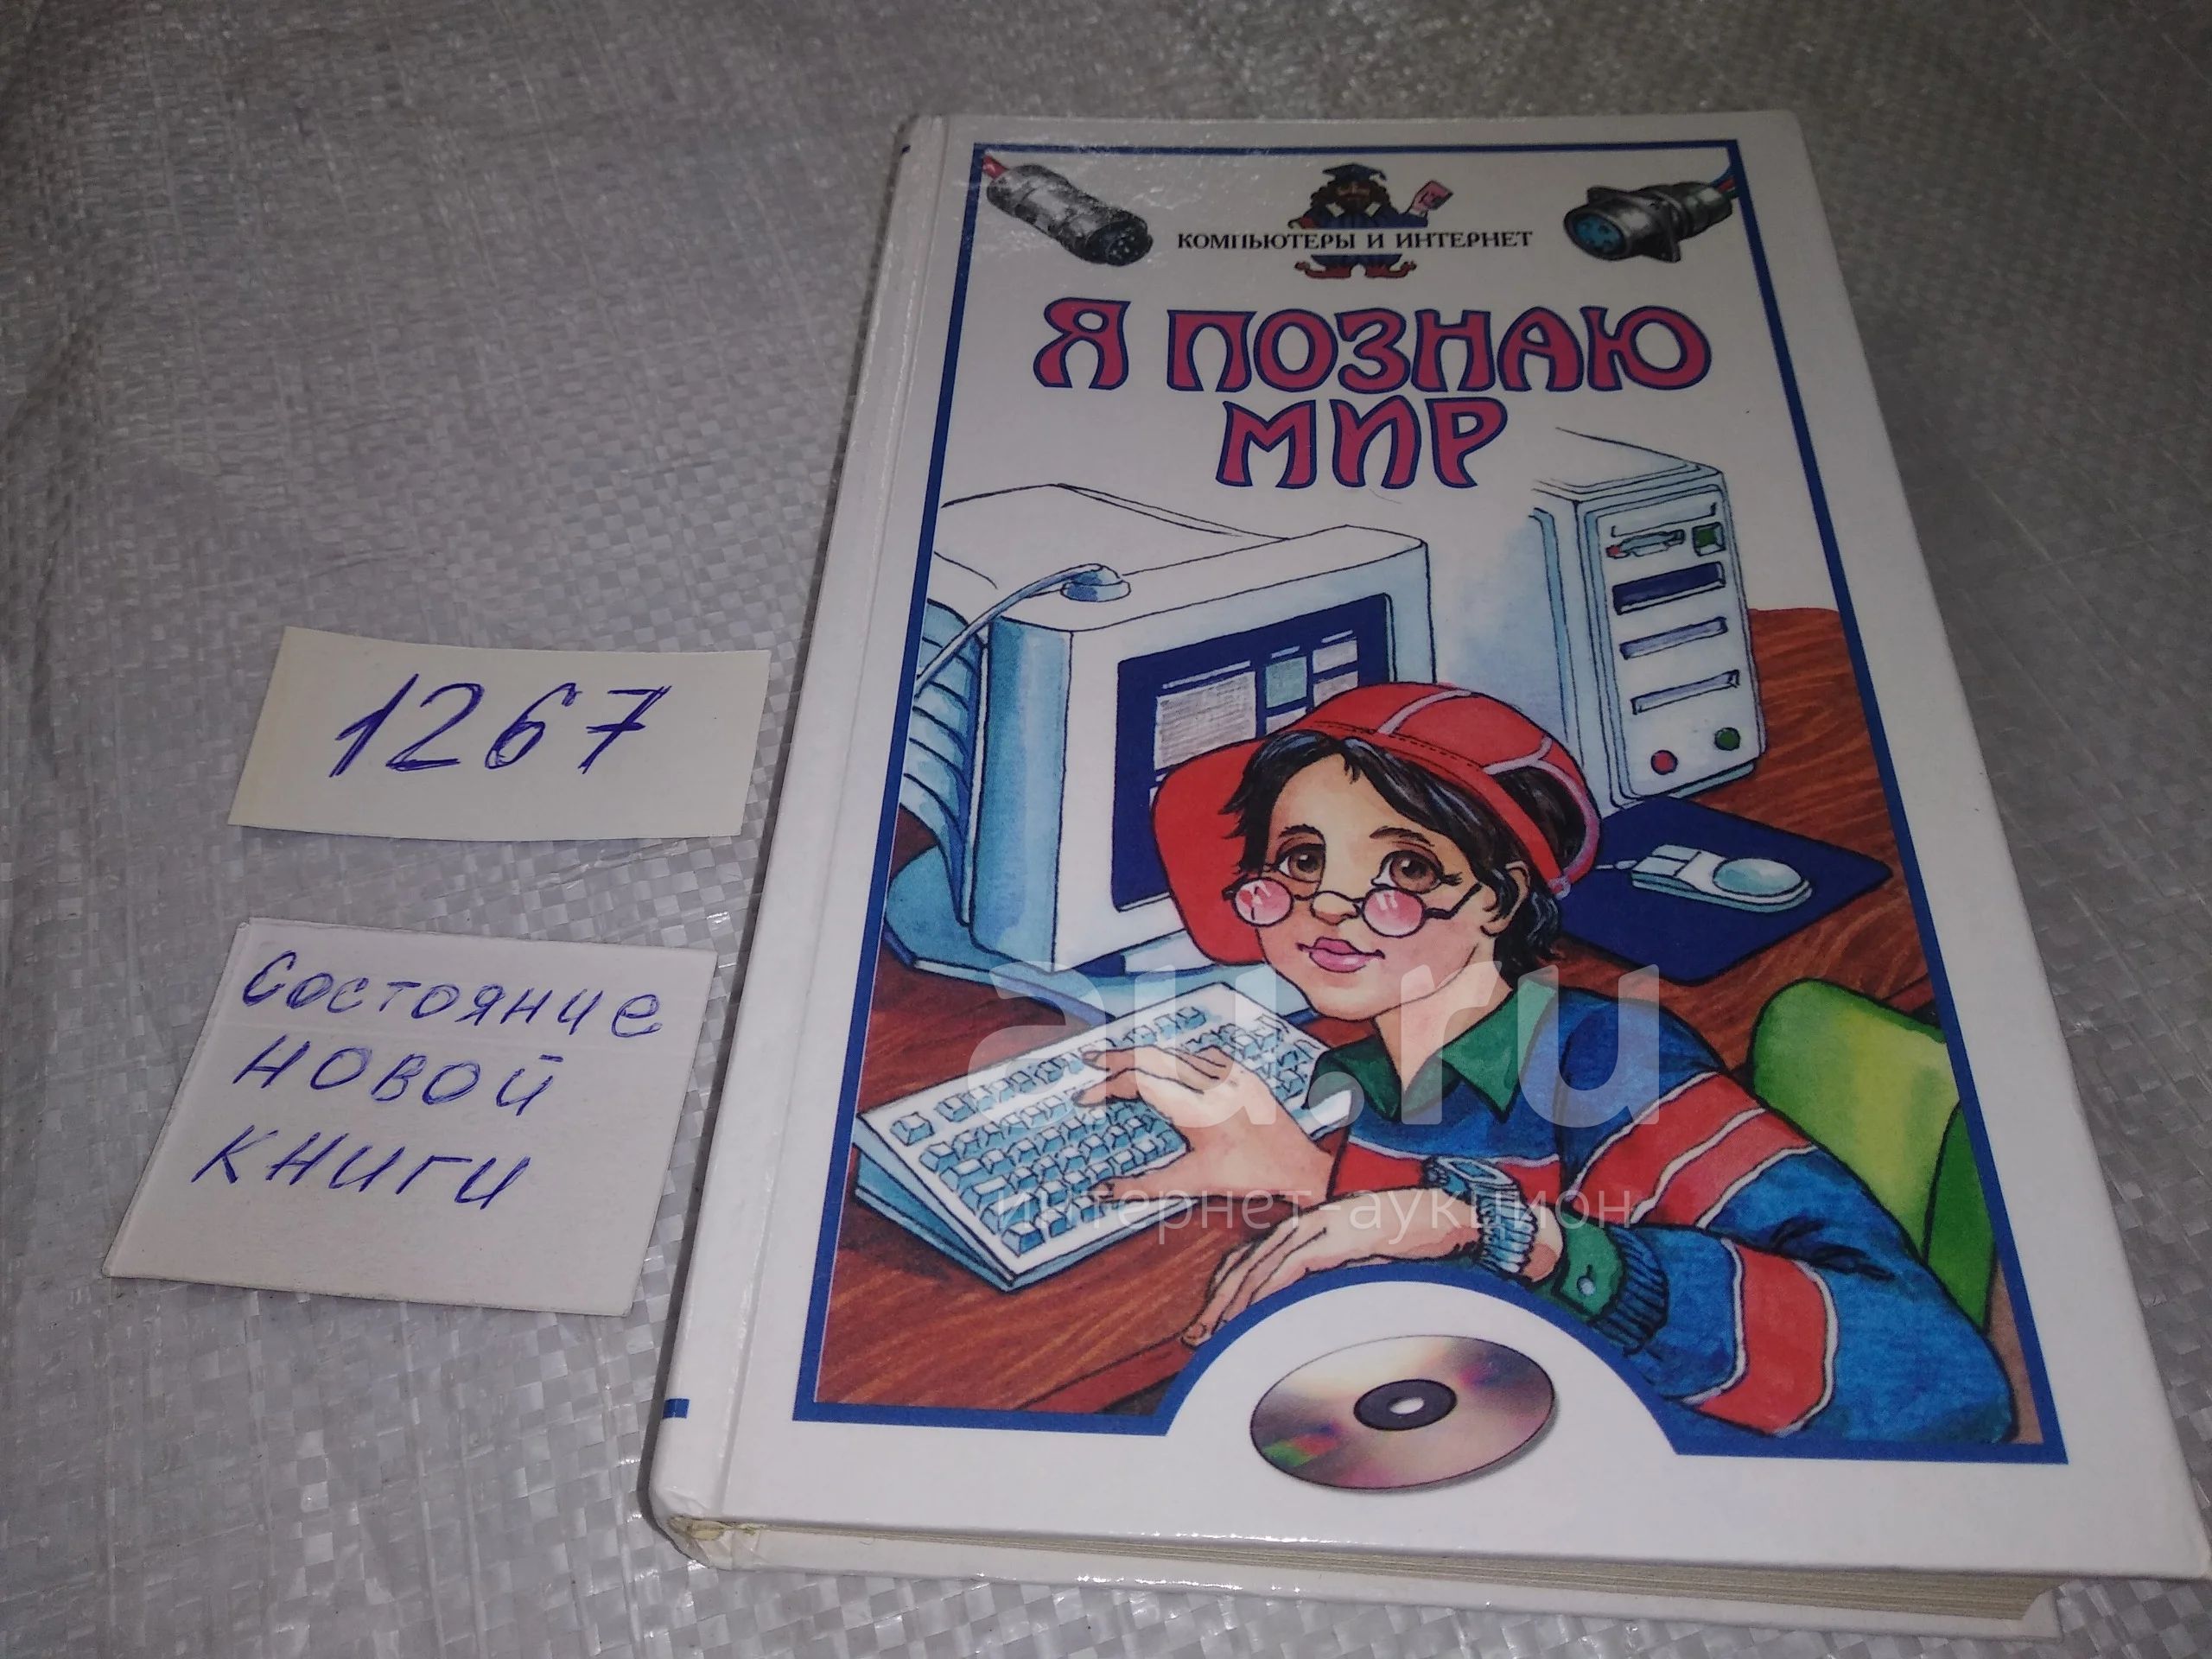 КОМПЬЮТЕРЫ И ИНТЕРНЕТ
Я ПОЗНАЮ
МИР
1267
Состояние
новой
книги
au.ru
интернет-аукцион